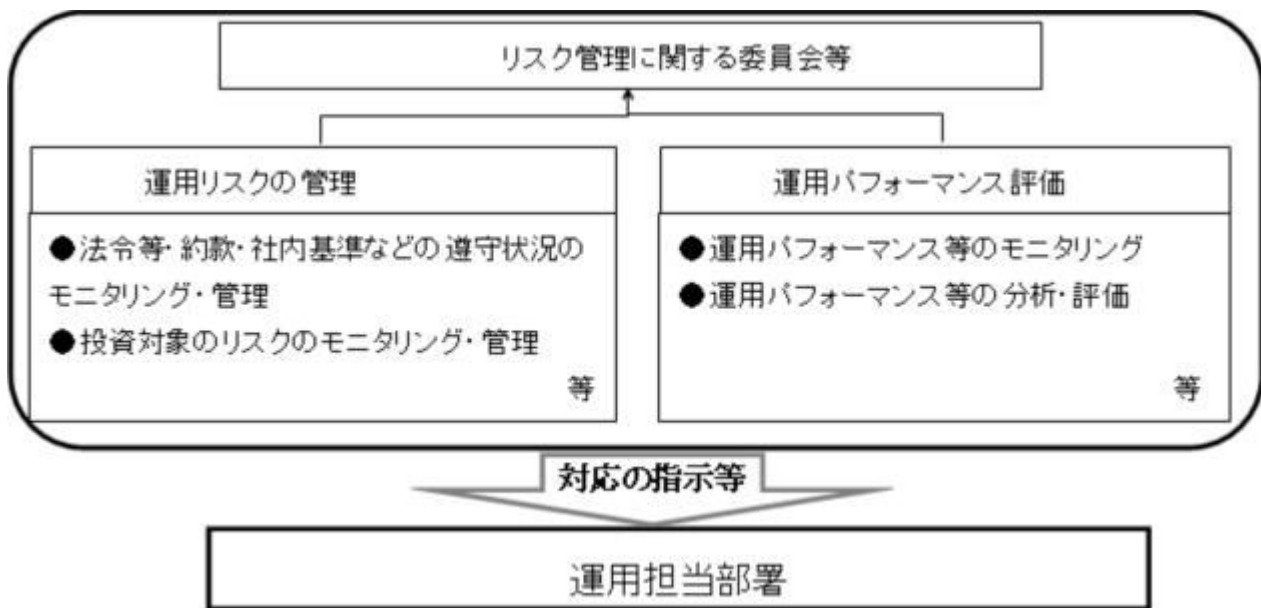 リスク管理に関する委員会等
運用リスクの管理
●法令等・約款・社内基準などの遵守状況の
モニタリング・管理
●投資対象のリスクのモニタリング・管理
等
運用パフォーマンス評価
●運用パフォーマンス等のモニタリング
●運用パフォーマンス等の分析・評価
等
対応の指示等
運用担当部署